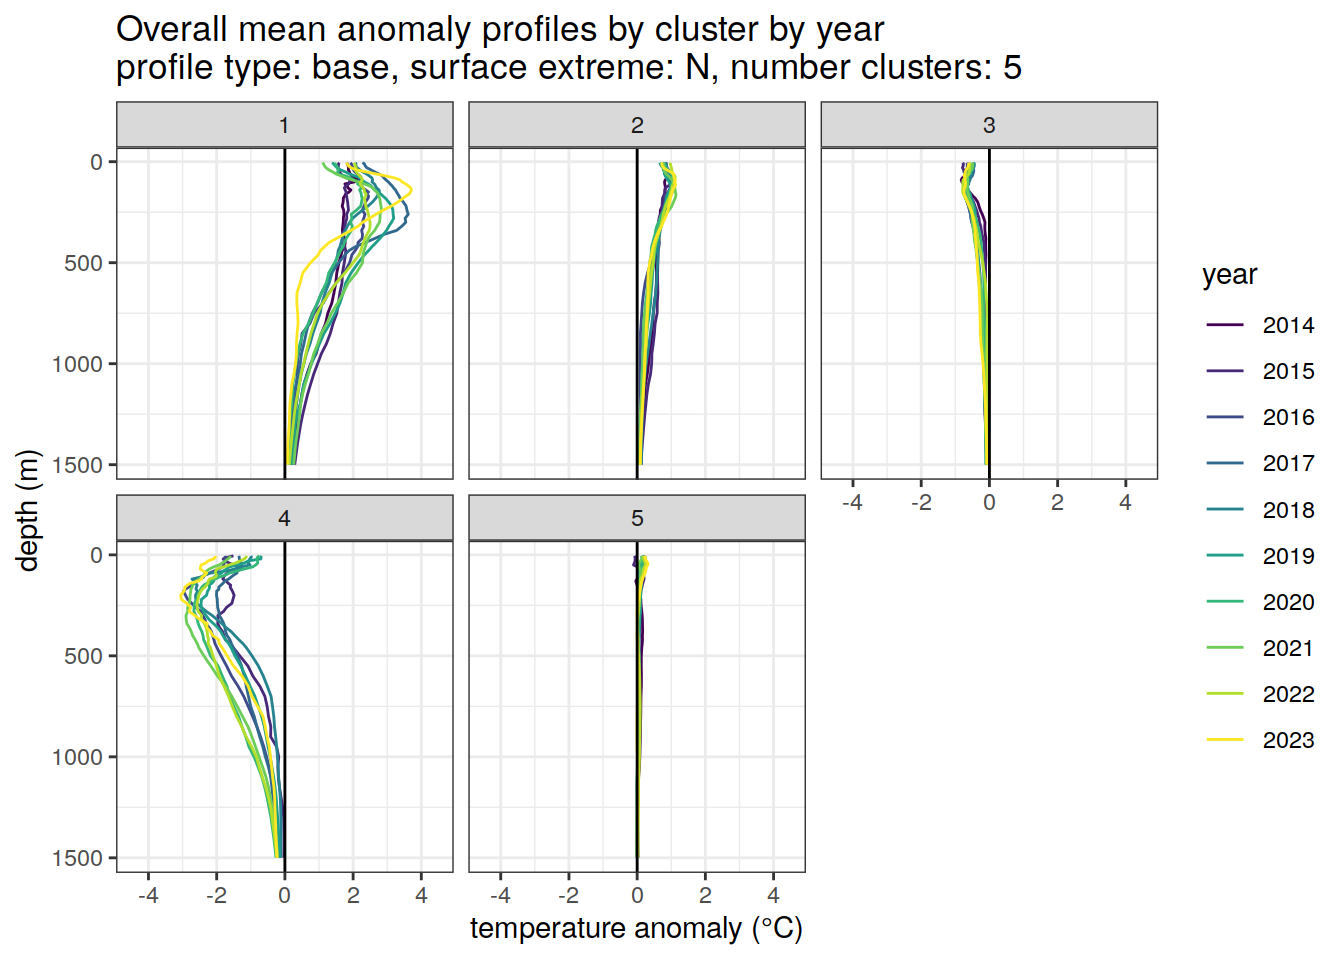 Overall mean anomaly profiles by cluster by year
profile type: base, surface extreme: N, number clusters: 5
1
2
3
0
500
1000
1500
-4 -2 0 2 4
4
5
0
500
1000
1500
-4 -2 0 2 4
-4 -2 0 2 4
depth (m)
temperature anomaly (°C)
year
2014
2015
2016
2017
2018
2019
2020
2021
2022
2023